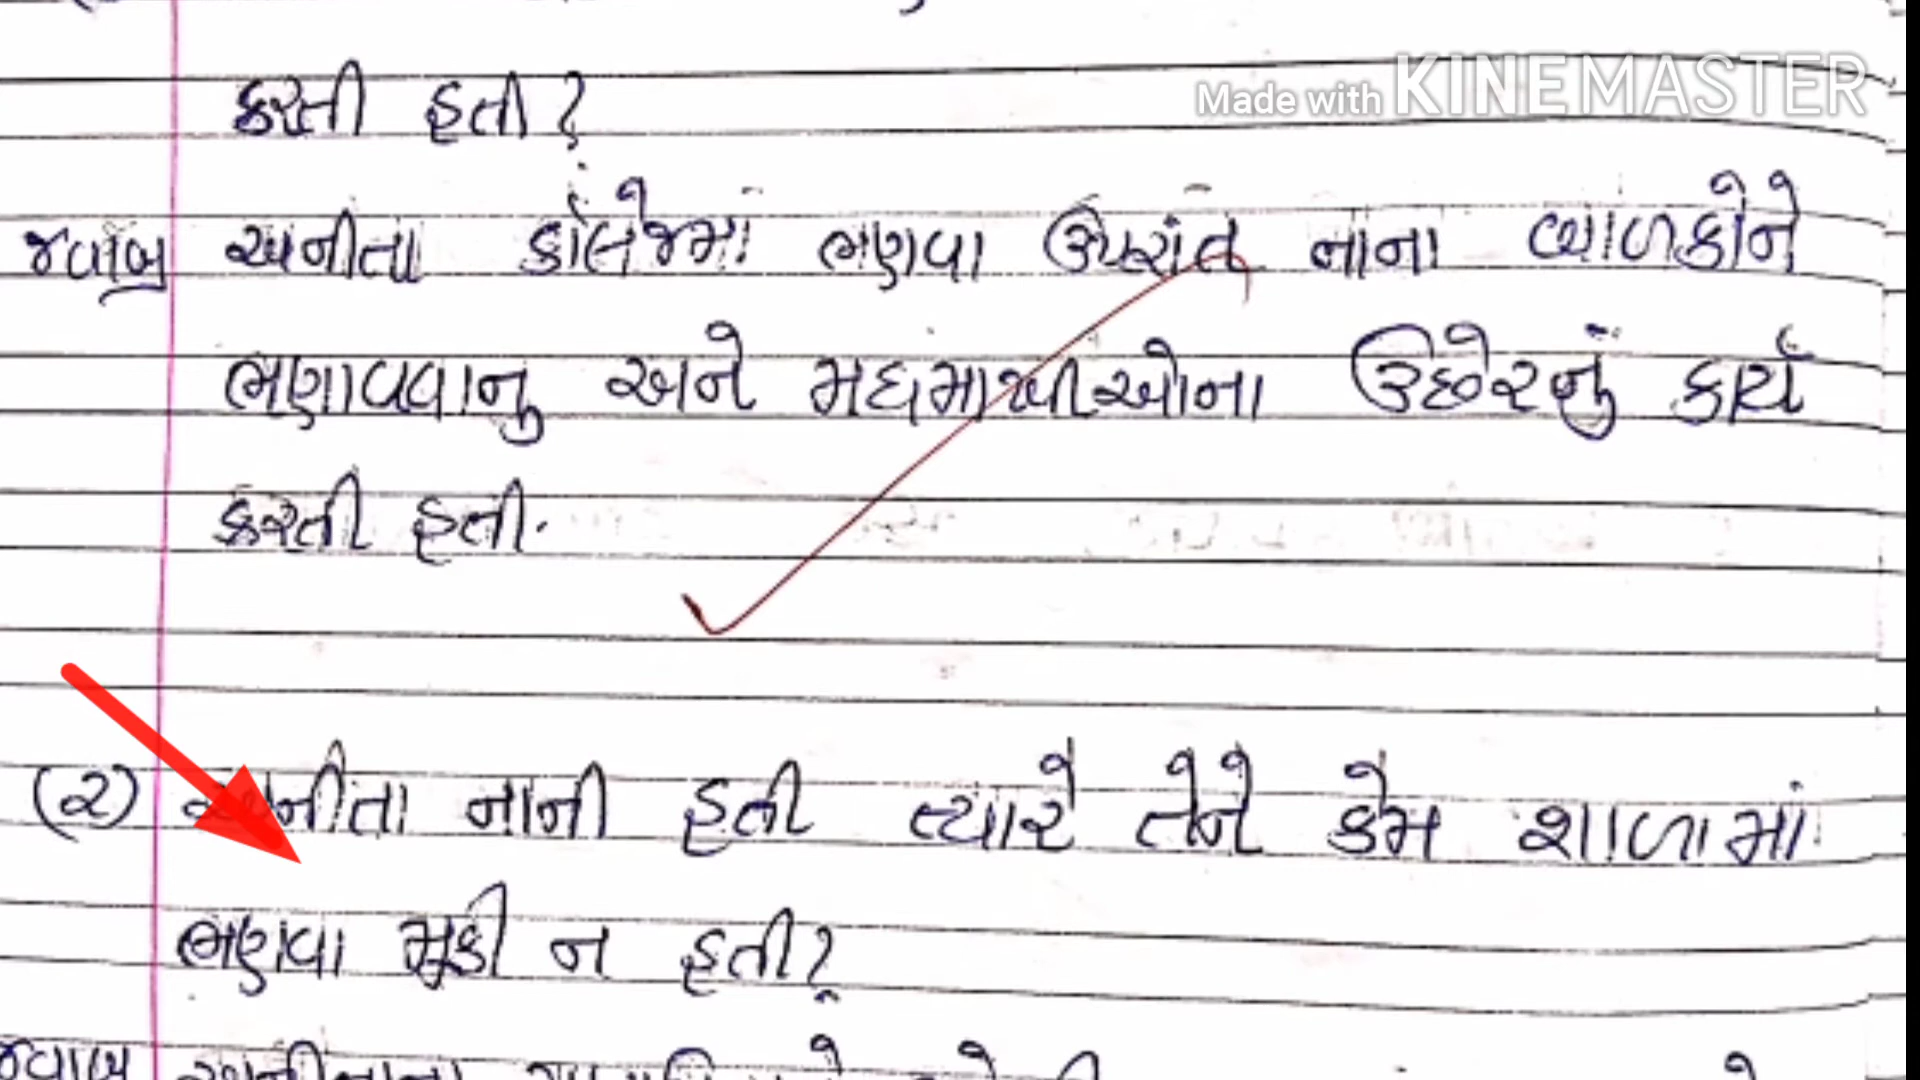 કરતી હતી?
Made with KINEMASTER
જવાબ અનીતા કૉલેજમાં ભણવા ઉપરાંત નાના બાળકોને
ભણાવવાનુ અને મધમાખીઓના ઉછેરનું કાર્ય
કરતી હતી.
(૨) અનીતા નાની હતી ત્યારે તેને કેમ શાળામાં
ભણવા મૂકી ન હતી?
જવાબ